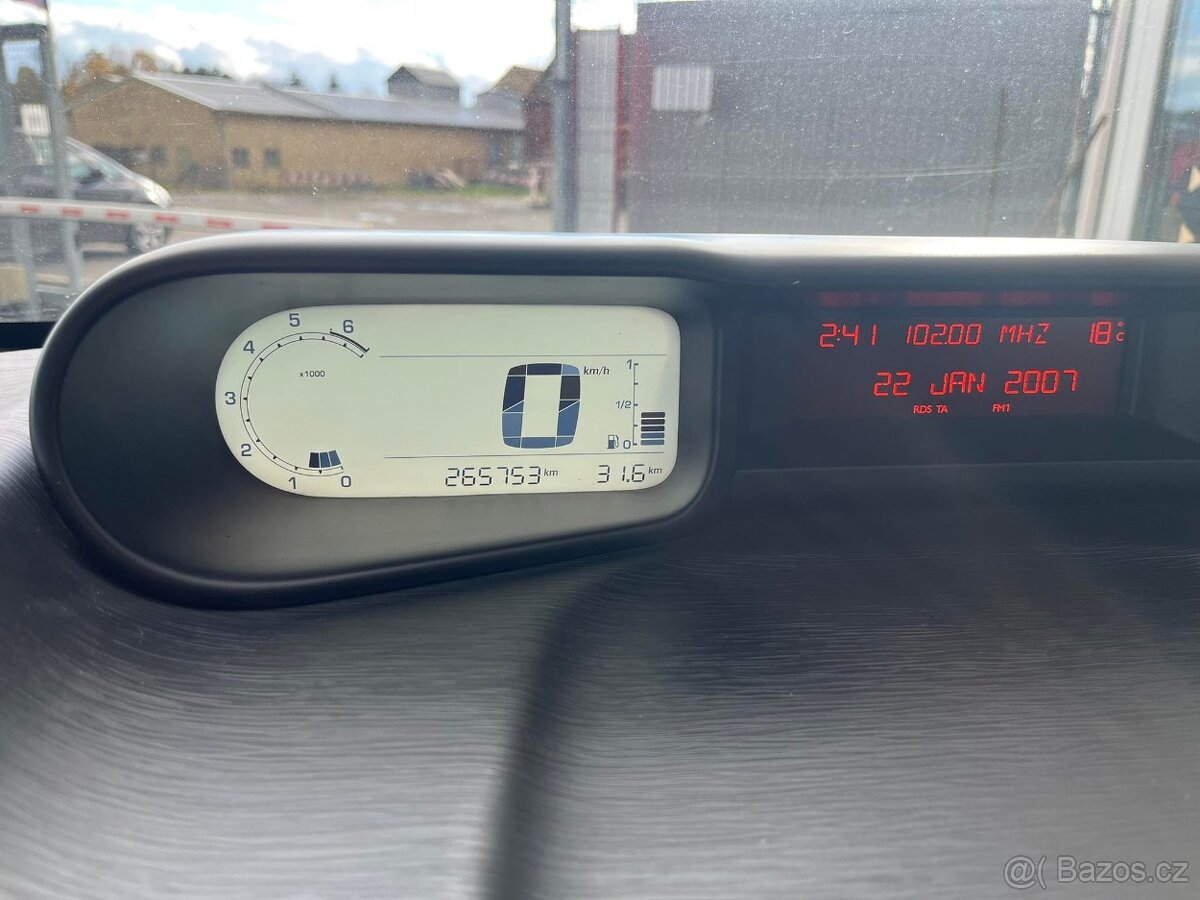 6
5
4
3
2
1
0
x1000
0 km/h
1
1/2
0
265753 km 31.6 km
2:41 102.00 MHZ 18 °C
22 JAN 2007
RDS TA FM1
@( Bazos.cz